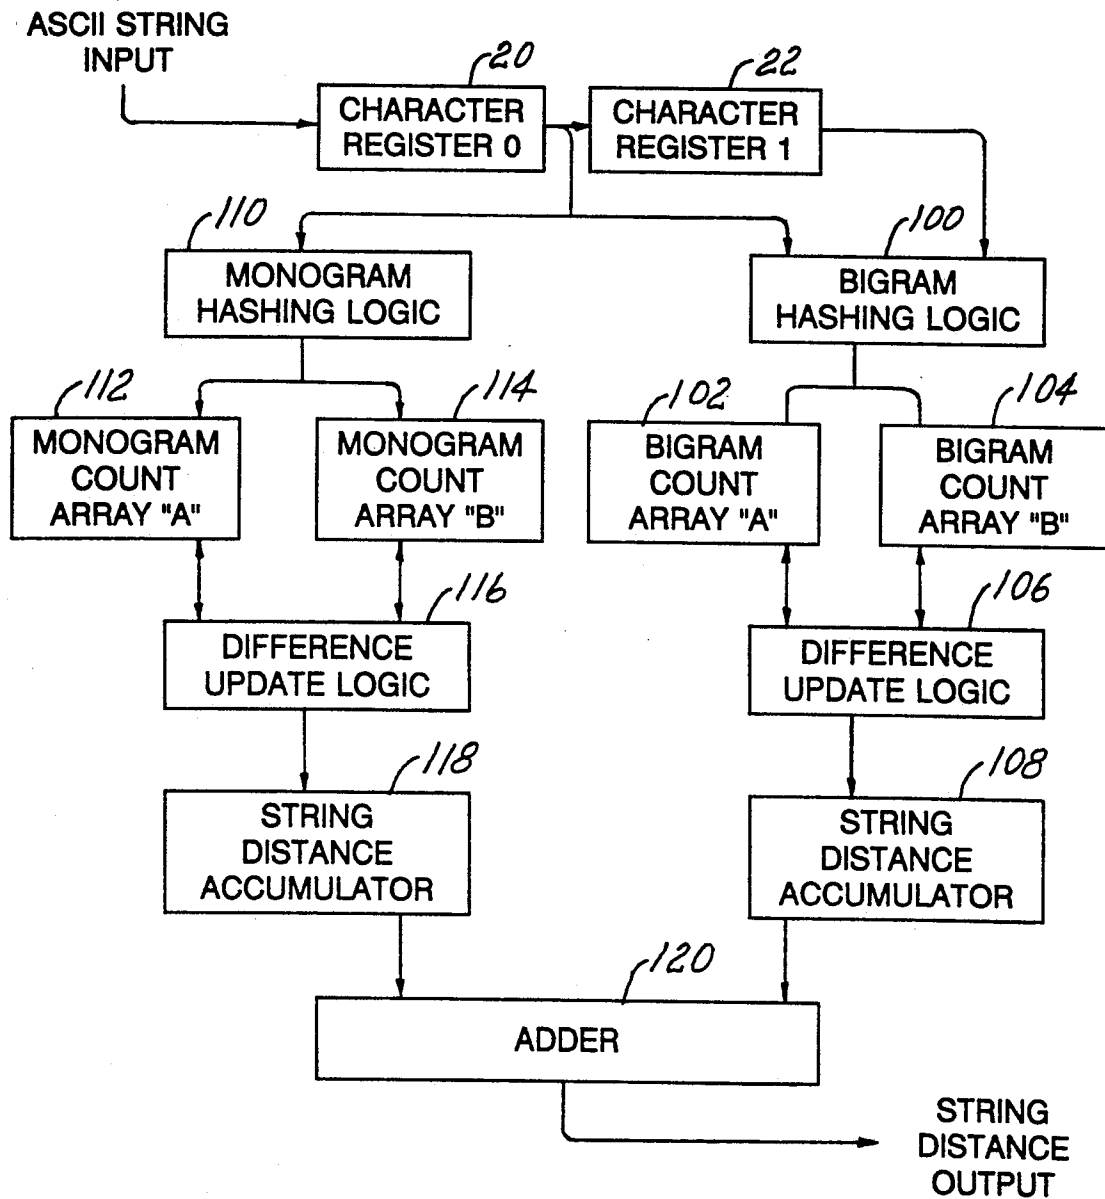 ASCII STRING
INPUT
20
22
CHARACTER
REGISTER 0
CHARACTER
REGISTER 1
110
100
MONOGRAM
HASHING LOGIC
BIGRAM
HASHING LOGIC
112
114
102
104
MONOGRAM
COUNT
ARRAY "A"
MONOGRAM
COUNT
ARRAY "B"
BIGRAM
COUNT
ARRAY "A"
BIGRAM
COUNT
ARRAY "B"
116
106
DIFFERENCE
UPDATE LOGIC
DIFFERENCE
UPDATE LOGIC
118
108
STRING
DISTANCE
ACCUMULATOR
STRING
DISTANCE
ACCUMULATOR
120
ADDER
STRING
DISTANCE
OUTPUT